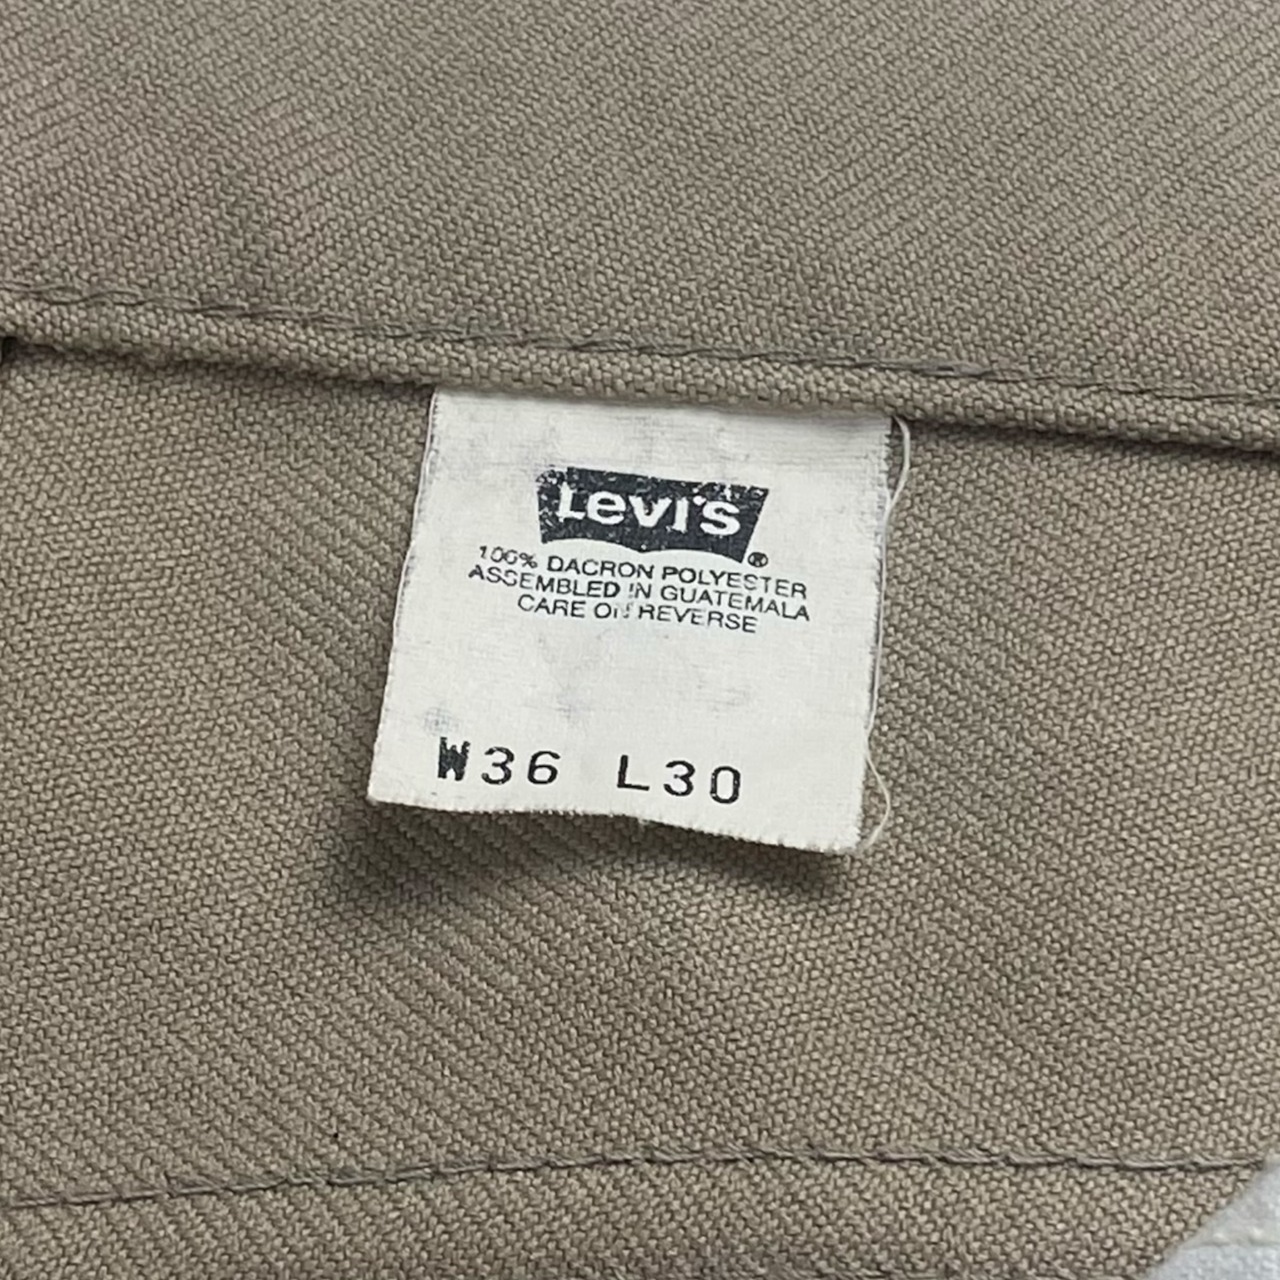 Levi's®
100% DACRON POLYESTER
ASSEMBLED IN GUATEMALA
CARE ON REVERSE
W36 L30